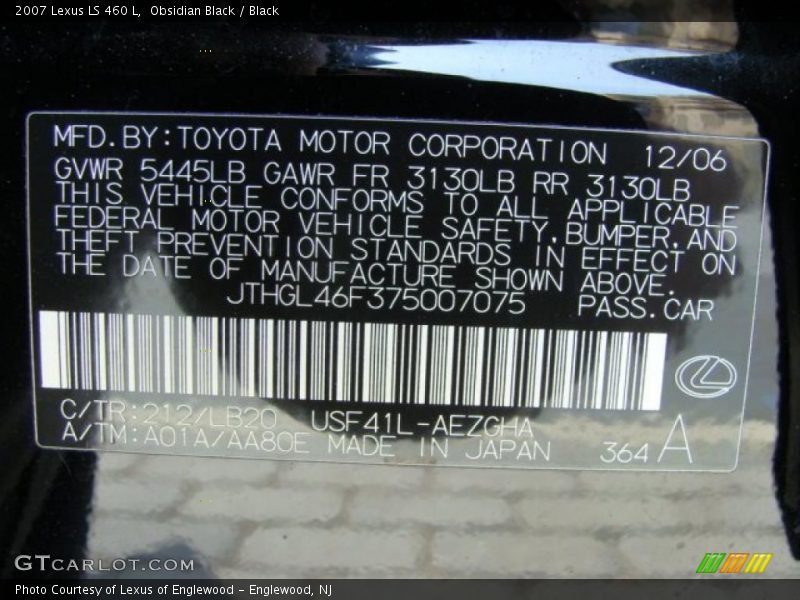 2007 Lexus LS 460 L,  Obsidian Black / Black
MFD.BY:TOYOTA MOTOR CORPORATION 12/06
GVWR 5445LB GAWR FR 3130LB RR 3130LB
THIS VEHICLE CONFORMS TO ALL APPLICABLE
FEDERAL MOTOR VEHICLE SAFETY,BUMPER,AND
THEFT PREVENTION STANDARDS IN EFFECT ON
THE DATE OF MANUFACTURE SHOWN ABOVE.
JTHGL46F375007075 PASS.CAR
C/TR:212/LB20 USF41L-AEZGHA
A/TM:A01A/AA80E MADE IN JAPAN 364 A
GTCARLOT.COM
Photo Courtesy of Lexus of Englewood - Englewood, NJ